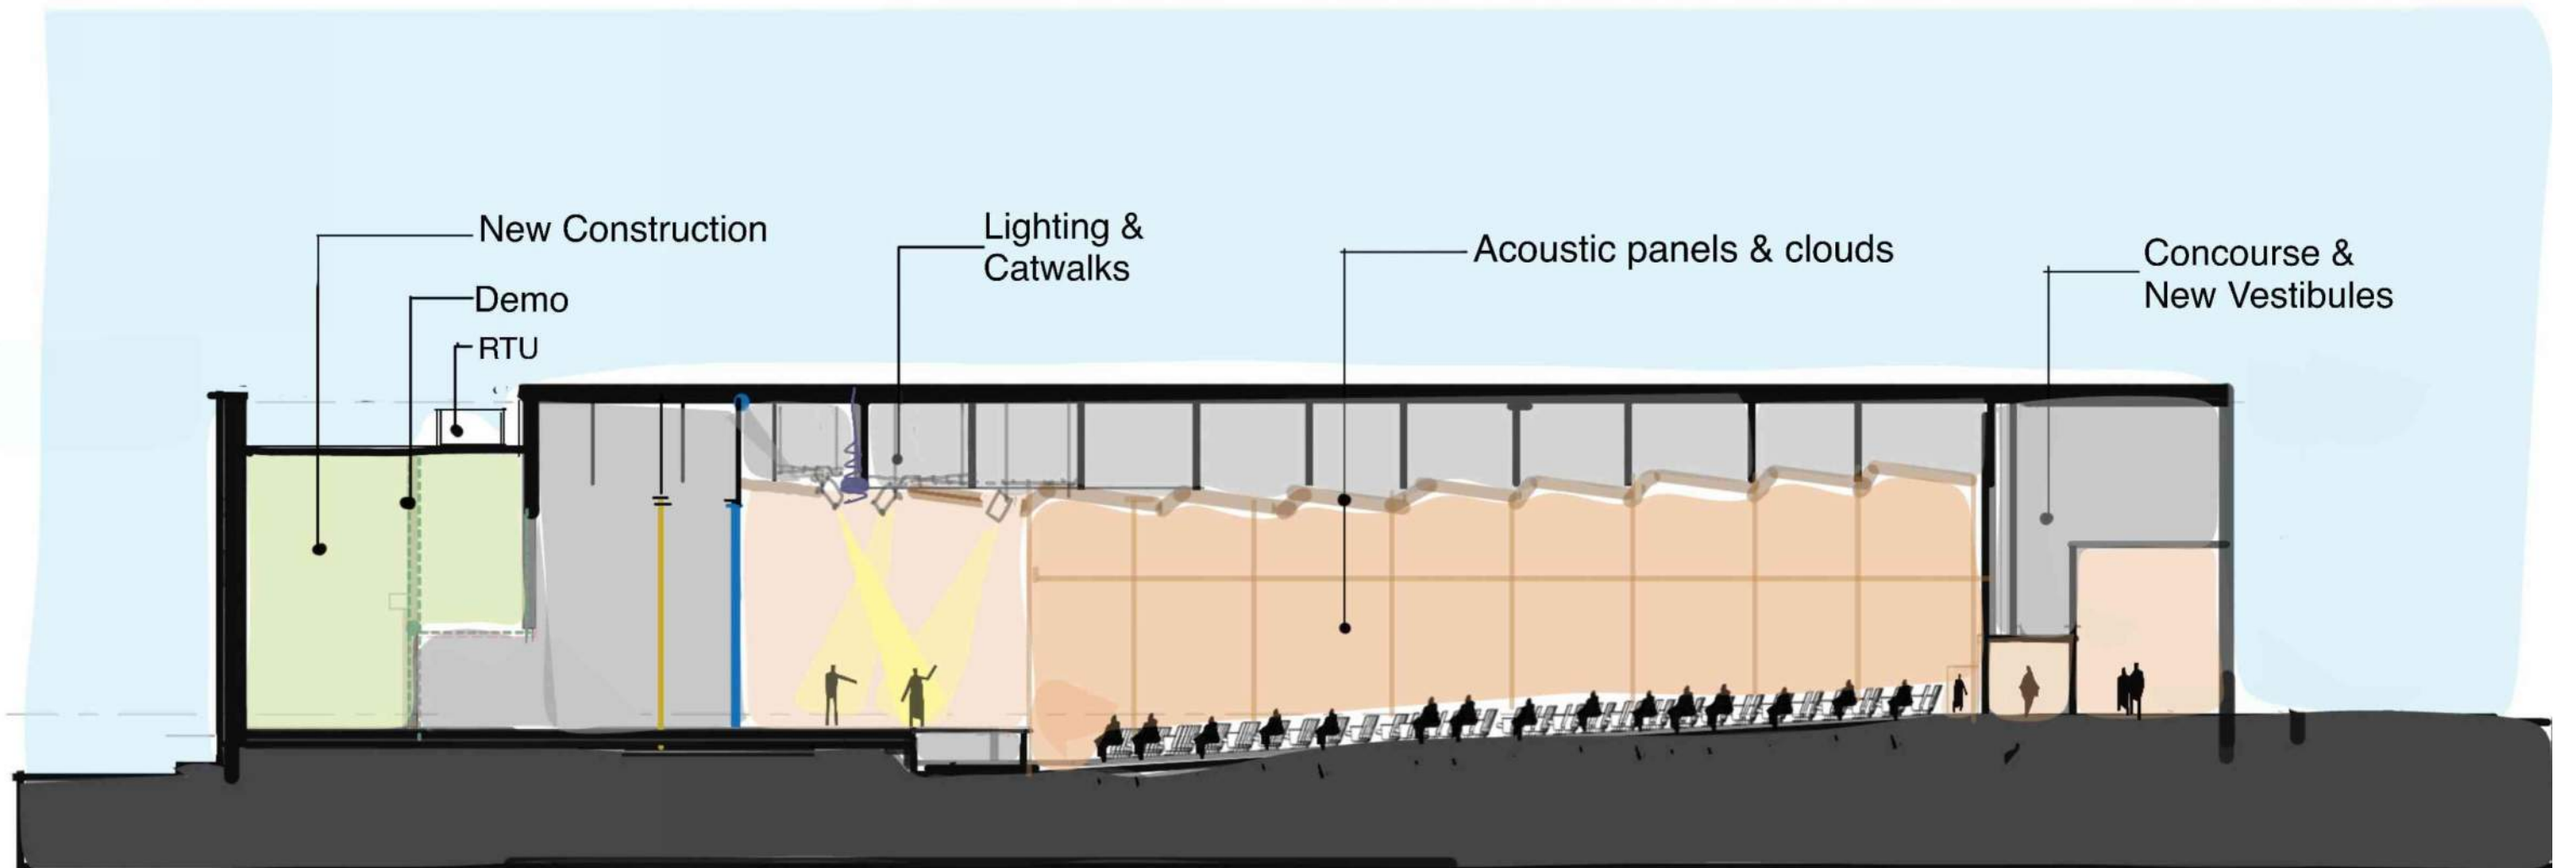 New Construction
Demo
RTU
Lighting &
Catwalks
Acoustic panels & clouds
Concourse &
New Vestibules